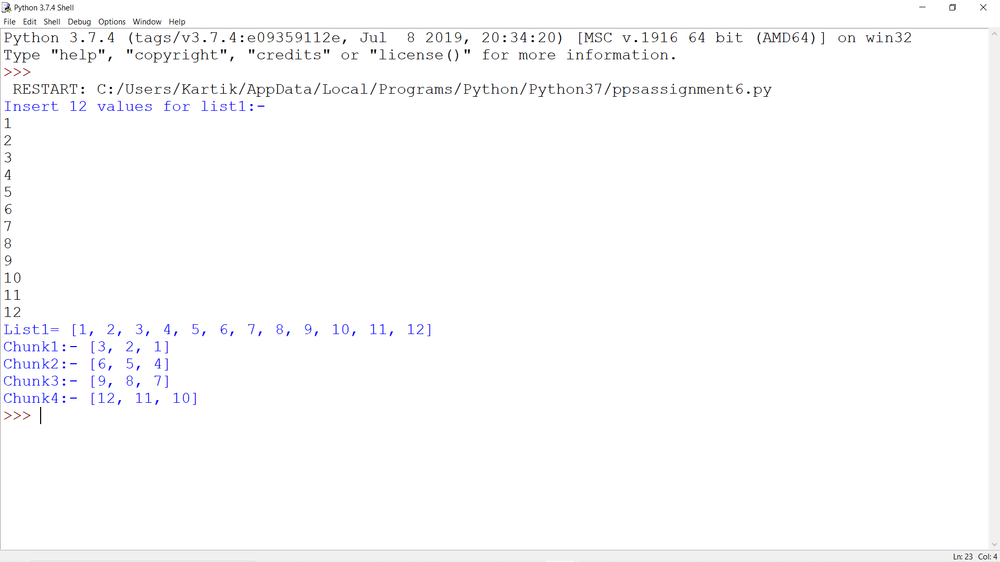 Python 3.7.4 Shell
File Edit Shell Debug Options Window Help
Python 3.7.4 (tags/v3.7.4:e09359112e, Jul  8 2019, 20:34:20) [MSC v.1916 64 bit (AMD64)] on win32
Type "help", "copyright", "credits" or "license()" for more information.
>>>
 RESTART: C:/Users/Kartik/AppData/Local/Programs/Python/Python37/ppsassignment6.py
Insert 12 values for list1:-
1
2
3
4
5
6
7
8
9
10
11
12
List1= [1, 2, 3, 4, 5, 6, 7, 8, 9, 10, 11, 12]
Chunk1:- [3, 2, 1]
Chunk2:- [6, 5, 4]
Chunk3:- [9, 8, 7]
Chunk4:- [12, 11, 10]
>>>
Ln: 23 Col: 4